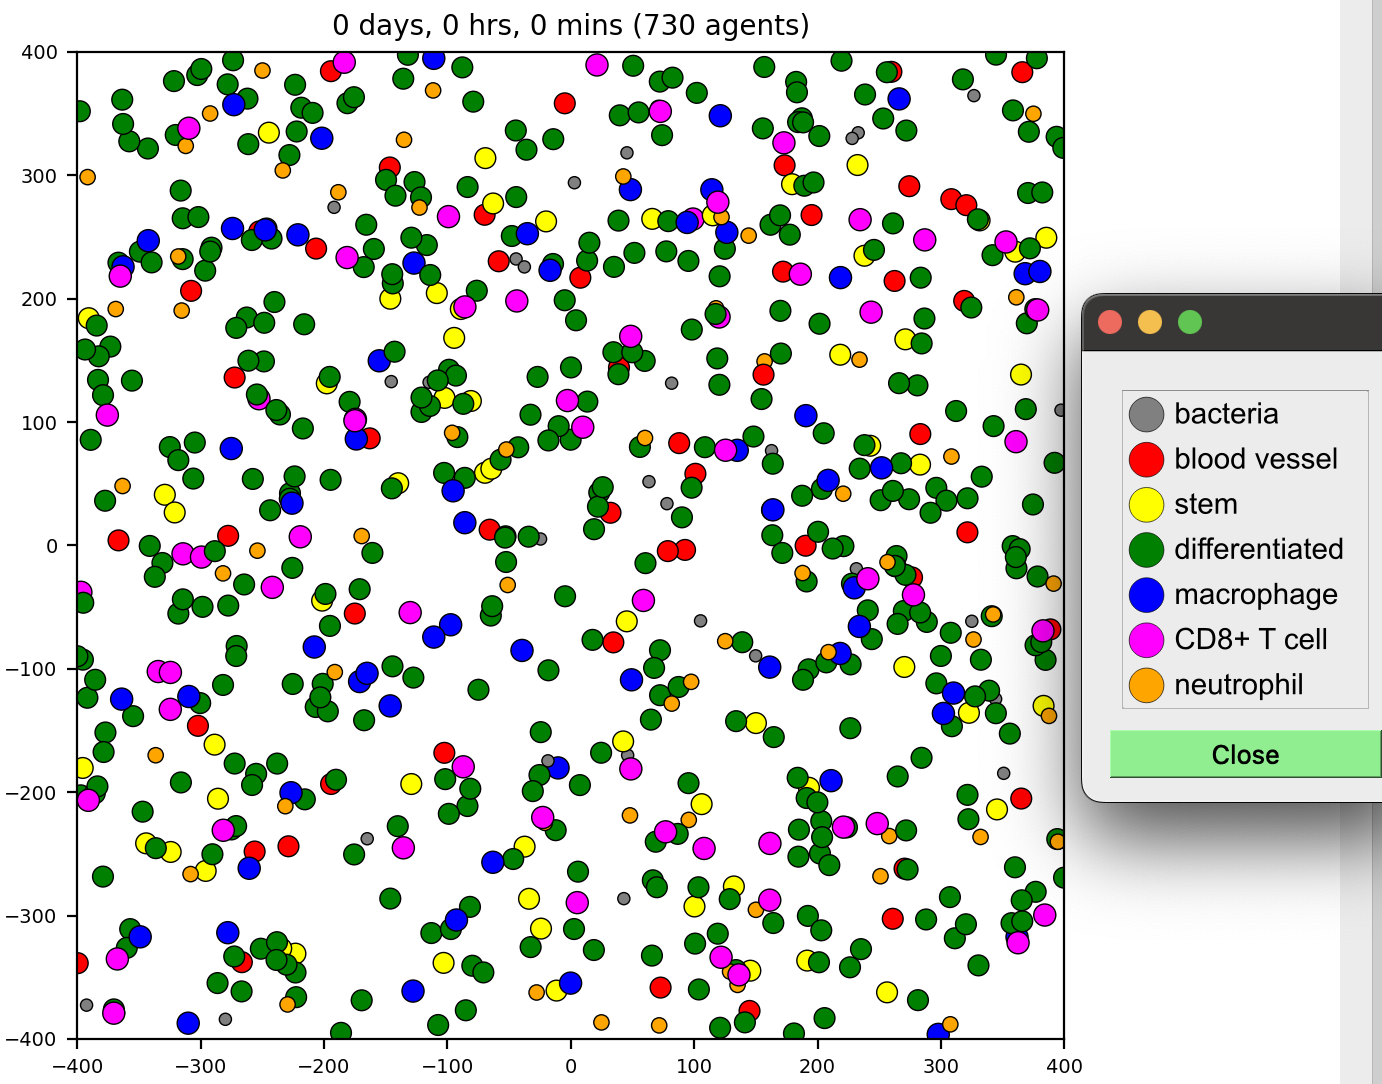 0 days, 0 hrs, 0 mins (730 agents)
400
300
200
100
0
−100
−200
−300
−400
−400
−300
−200
−100
0
100
200
300
400
bacteria
blood vessel
stem
differentiated
macrophage
CD8+ T cell
neutrophil
Close